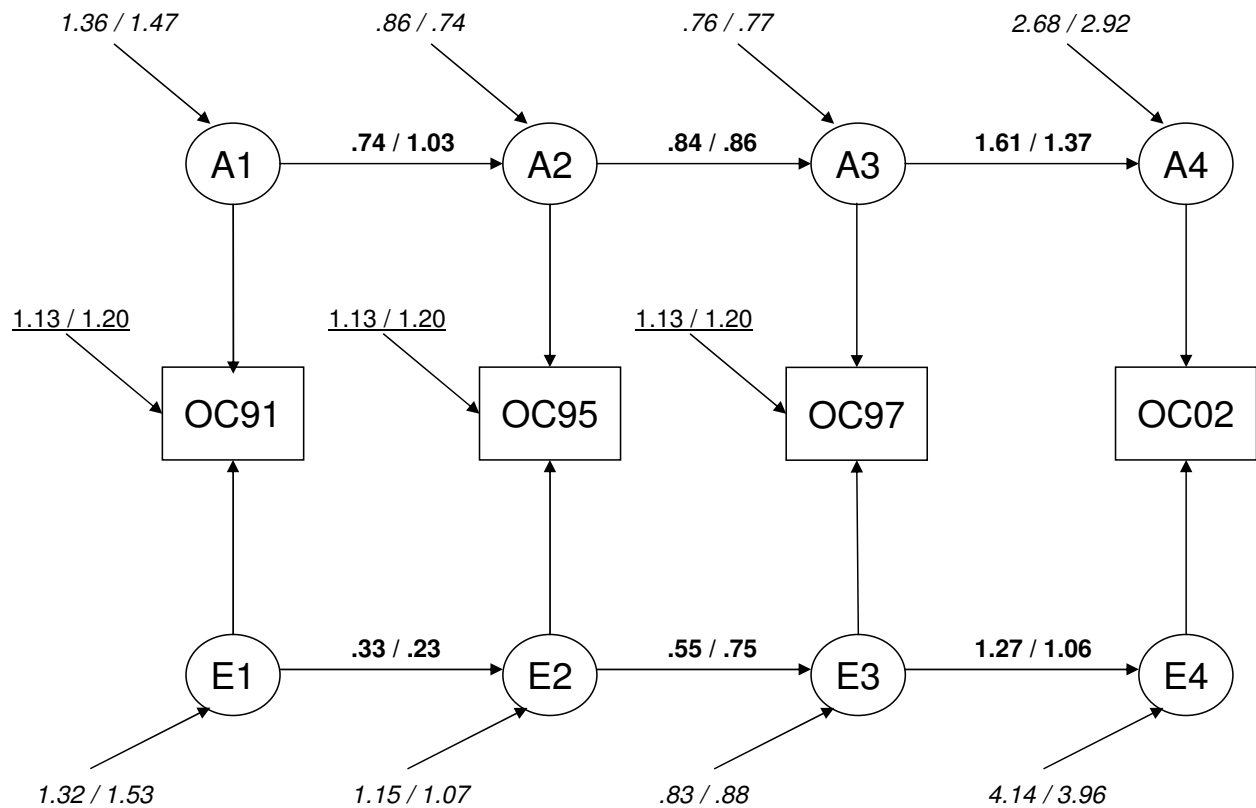 1.36 / 1.47 .86 / .74 .76 / .77 2.68 / 2.92
A1 .74 / 1.03 A2 .84 / .86 A3 1.61 / 1.37 A4
1.13 / 1.20 1.13 / 1.20 1.13 / 1.20
OC91 OC95 OC97 OC02
E1 .33 / .23 E2 .55 / .75 E3 1.27 / 1.06 E4
1.32 / 1.53 1.15 / 1.07 .83 / .88 4.14 / 3.96